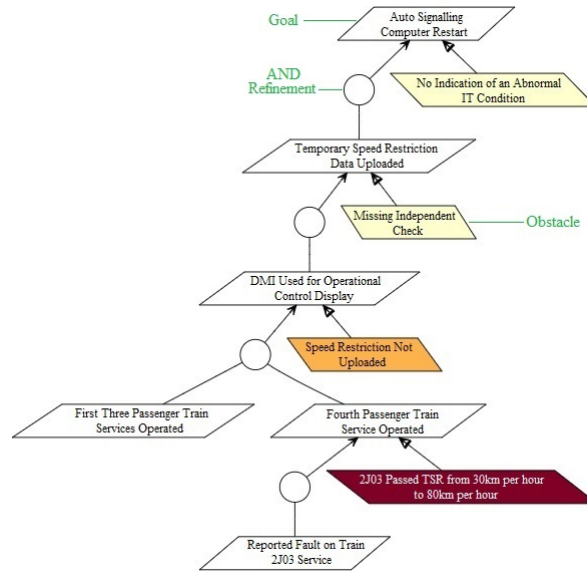 Goal
Auto Signalling
Computer Restart
AND
Refinement
No Indication of an Abnormal
IT Condition
Temporary Speed Restriction
Data Uploaded
Missing Independent
Check
Obstacle
DMI Used for Operational
Control Display
Speed Restriction Not
Uploaded
First Three Passenger Train
Services Operated
Fourth Passenger Train
Service Operated
2J03 Passed TSR from 30km per hour
to 80km per hour
Reported Fault on Train
2J03 Service